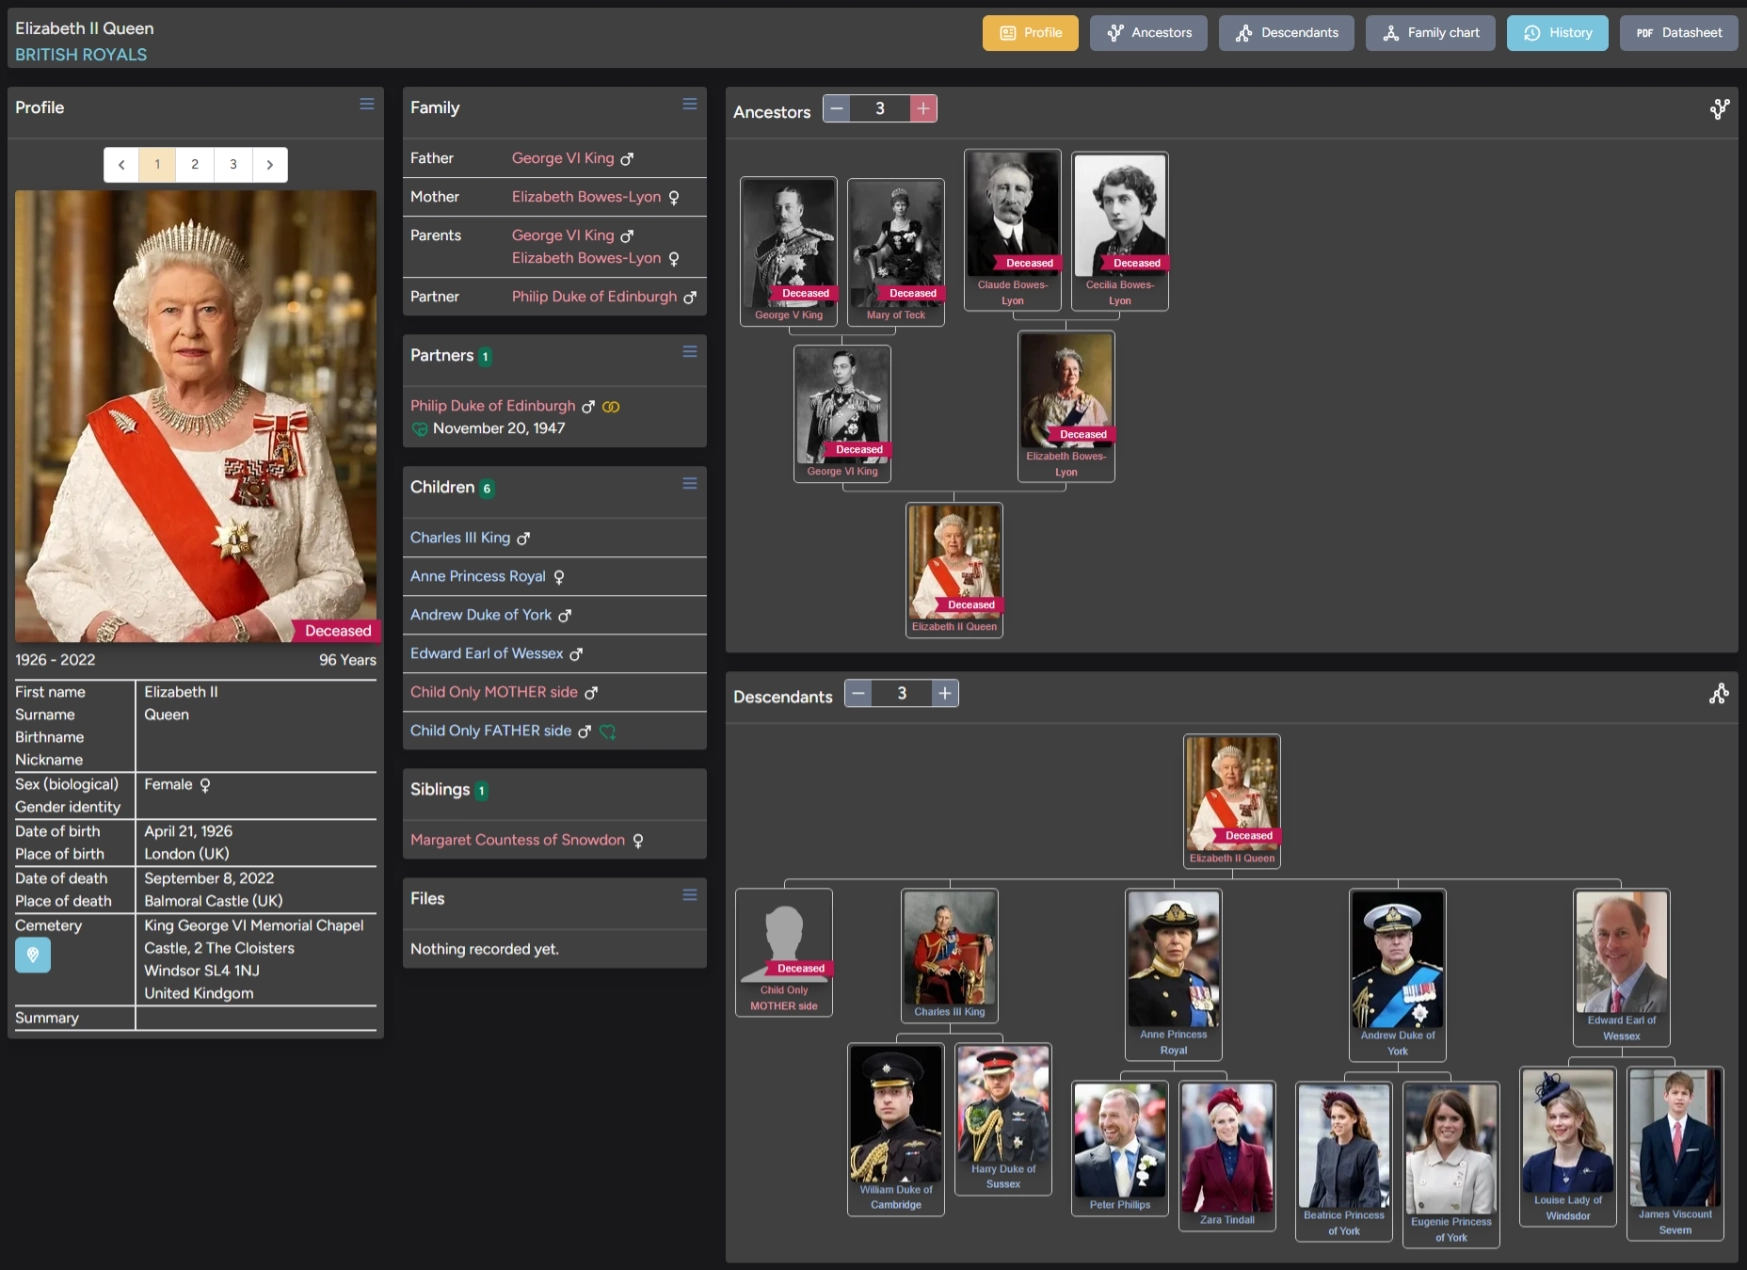 Elizabeth II Queen
BRITISH ROYALS
Profile
Ancestors
Descendants
Family chart
History
PDF Datasheet
Profile
1 2 3
Deceased
1926 - 2022 96 Years
First name Elizabeth II
Surname Queen
Birthname
Nickname
Sex (biological) Female
Gender identity
Date of birth April 21, 1926
Place of birth London (UK)
Date of death September 8, 2022
Place of death Balmoral Castle (UK)
Cemetery King George VI Memorial Chapel
Castle, 2 The Cloisters
Windsor SL4 1NJ
United Kindgom
Summary
Family
Father George VI King
Mother Elizabeth Bowes-Lyon
Parents George VI King
Elizabeth Bowes-Lyon
Partner Philip Duke of Edinburgh
Partners 1
Philip Duke of Edinburgh
November 20, 1947
Children 6
Charles III King
Anne Princess Royal
Andrew Duke of York
Edward Earl of Wessex
Child Only MOTHER side
Child Only FATHER side
Siblings 1
Margaret Countess of Snowdon
Files
Nothing recorded yet.
Ancestors − 3 +
Deceased
George V King
Deceased
Mary of Teck
Deceased
Claude Bowes-
Lyon
Deceased
Cecilia Bowes-
Lyon
Deceased
George VI King
Deceased
Elizabeth Bowes-
Lyon
Deceased
Elizabeth II Queen
Descendants − 3 +
Deceased
Elizabeth II Queen
Deceased
Child Only
MOTHER side
Charles III King
Anne Princess
Royal
Andrew Duke of
York
Edward Earl of
Wessex
William Duke of
Cambridge
Harry Duke of
Sussex
Peter Phillips
Zara Tindall
Beatrice Princess
of York
Eugenie Princess
of York
Louise Lady of
Windsdor
James Viscount
Severn